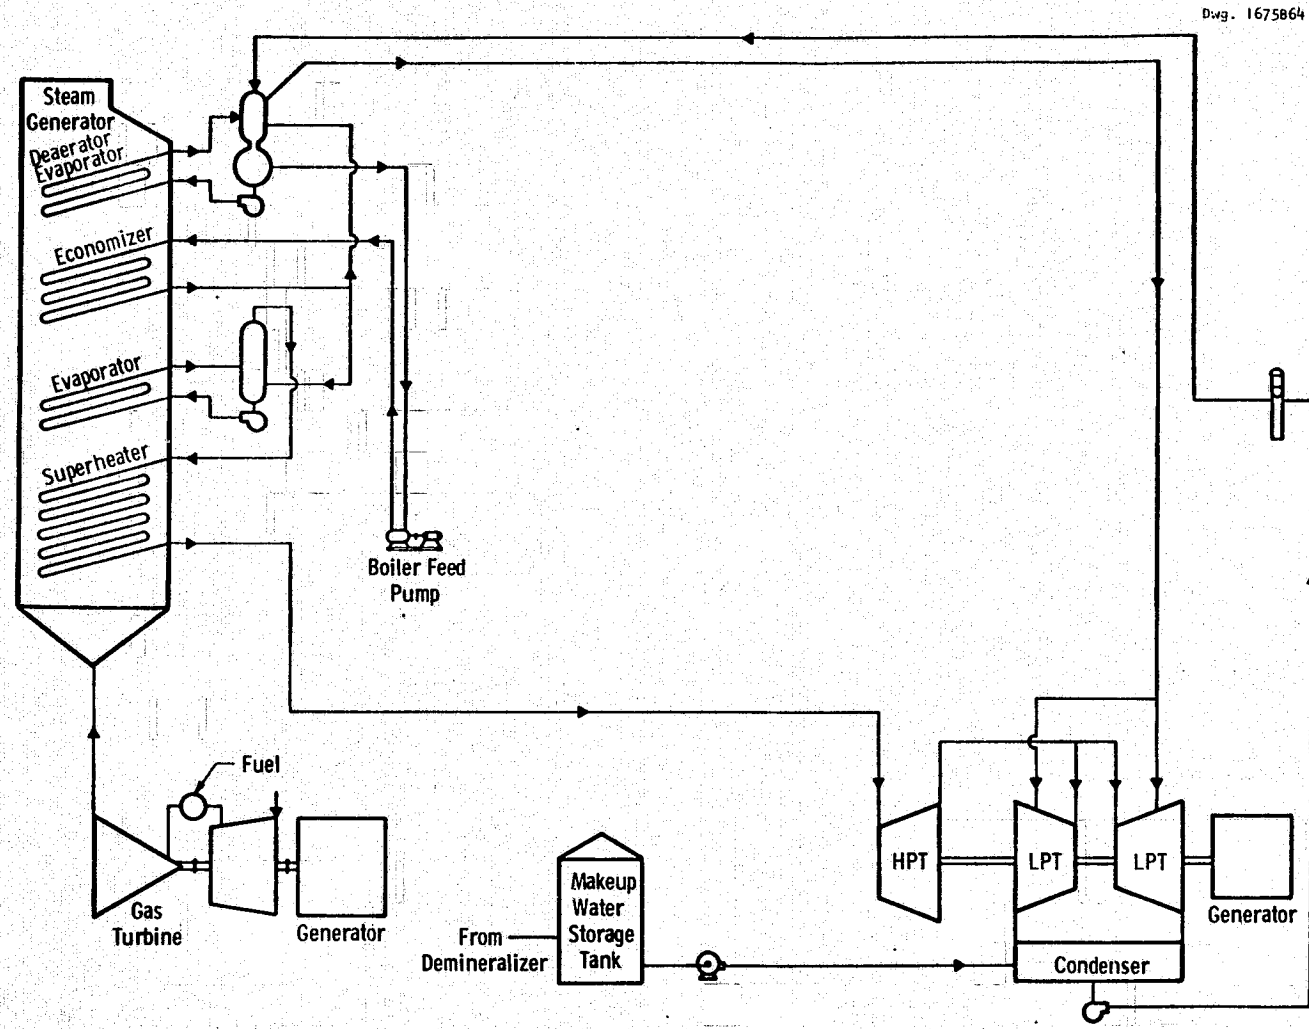 Dwg. 1675B64
Steam
Generator
Deaerator
Evaporator
Economizer
Evaporator
Superheater
Boiler Feed
Pump
Fuel
Gas
Turbine
Generator
From
Demineralizer
Makeup
Water
Storage
Tank
HPT
LPT
LPT
Generator
Condenser